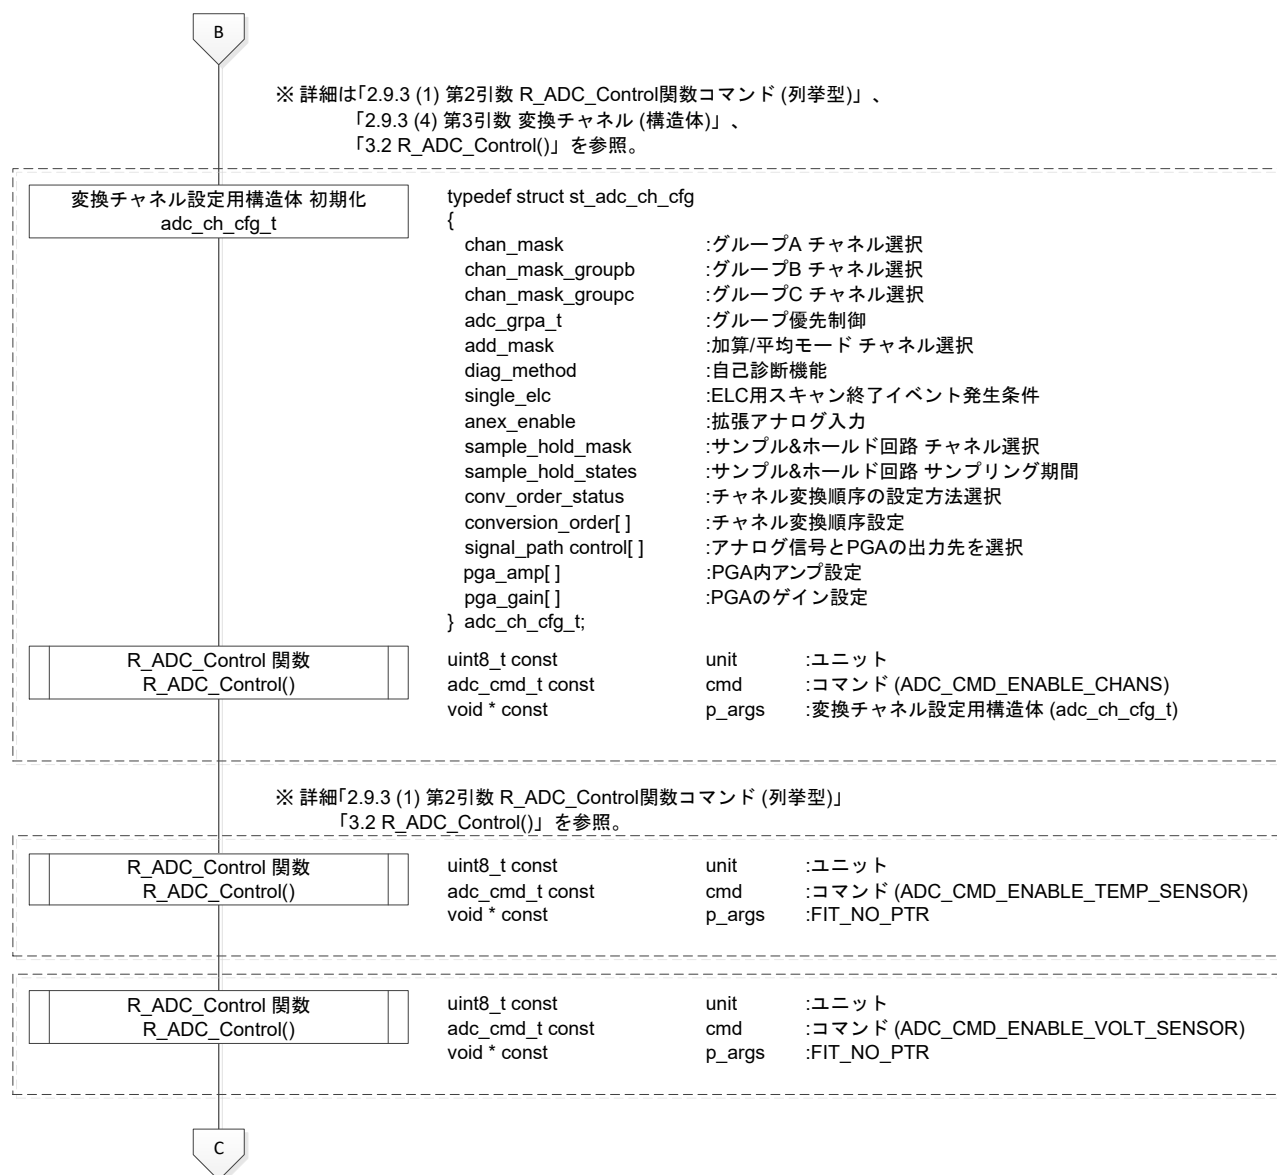 B
※ 詳細は「2.9.3 (1) 第2引数 R_ADC_Control関数コマンド (列挙型)」、
「2.9.3 (4) 第3引数 変換チャネル (構造体)」、
「3.2 R_ADC_Control()」を参照。
変換チャネル設定用構造体 初期化
adc_ch_cfg_t
typedef struct st_adc_ch_cfg
{
chan_mask :グループA チャネル選択
chan_mask_groupb :グループB チャネル選択
chan_mask_groupc :グループC チャネル選択
adc_grpa_t :グループ優先制御
add_mask :加算/平均モード チャネル選択
diag_method :自己診断機能
single_elc :ELC用スキャン終了イベント発生条件
anex_enable :拡張アナログ入力
sample_hold_mask :サンプル&ホールド回路 チャネル選択
sample_hold_states :サンプル&ホールド回路 サンプリング期間
conv_order_status :チャネル変換順序の設定方法選択
conversion_order[ ] :チャネル変換順序設定
signal_path control[ ] :アナログ信号とPGAの出力先を選択
pga_amp[ ] :PGA内アンプ設定
pga_gain[ ] :PGAのゲイン設定
} adc_ch_cfg_t;
R_ADC_Control 関数
R_ADC_Control()
uint8_t const unit :ユニット
adc_cmd_t const cmd :コマンド (ADC_CMD_ENABLE_CHANS)
void * const p_args :変換チャネル設定用構造体 (adc_ch_cfg_t)
※ 詳細「2.9.3 (1) 第2引数 R_ADC_Control関数コマンド (列挙型)」
「3.2 R_ADC_Control()」を参照。
R_ADC_Control 関数
R_ADC_Control()
uint8_t const unit :ユニット
adc_cmd_t const cmd :コマンド (ADC_CMD_ENABLE_TEMP_SENSOR)
void * const p_args :FIT_NO_PTR
R_ADC_Control 関数
R_ADC_Control()
uint8_t const unit :ユニット
adc_cmd_t const cmd :コマンド (ADC_CMD_ENABLE_VOLT_SENSOR)
void * const p_args :FIT_NO_PTR
C